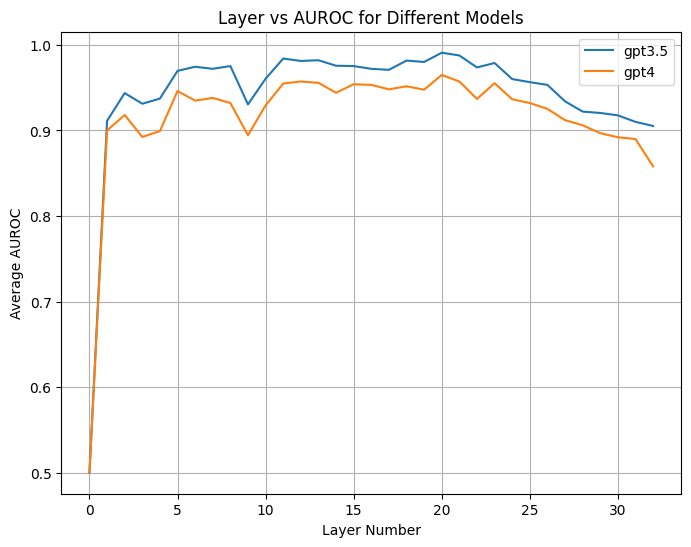 Layer vs AUROC for Different Models
gpt3.5
gpt4
1.0
0.9
0.8
0.7
0.6
0.5
Average AUROC
0 5 10 15 20 25 30
Layer Number